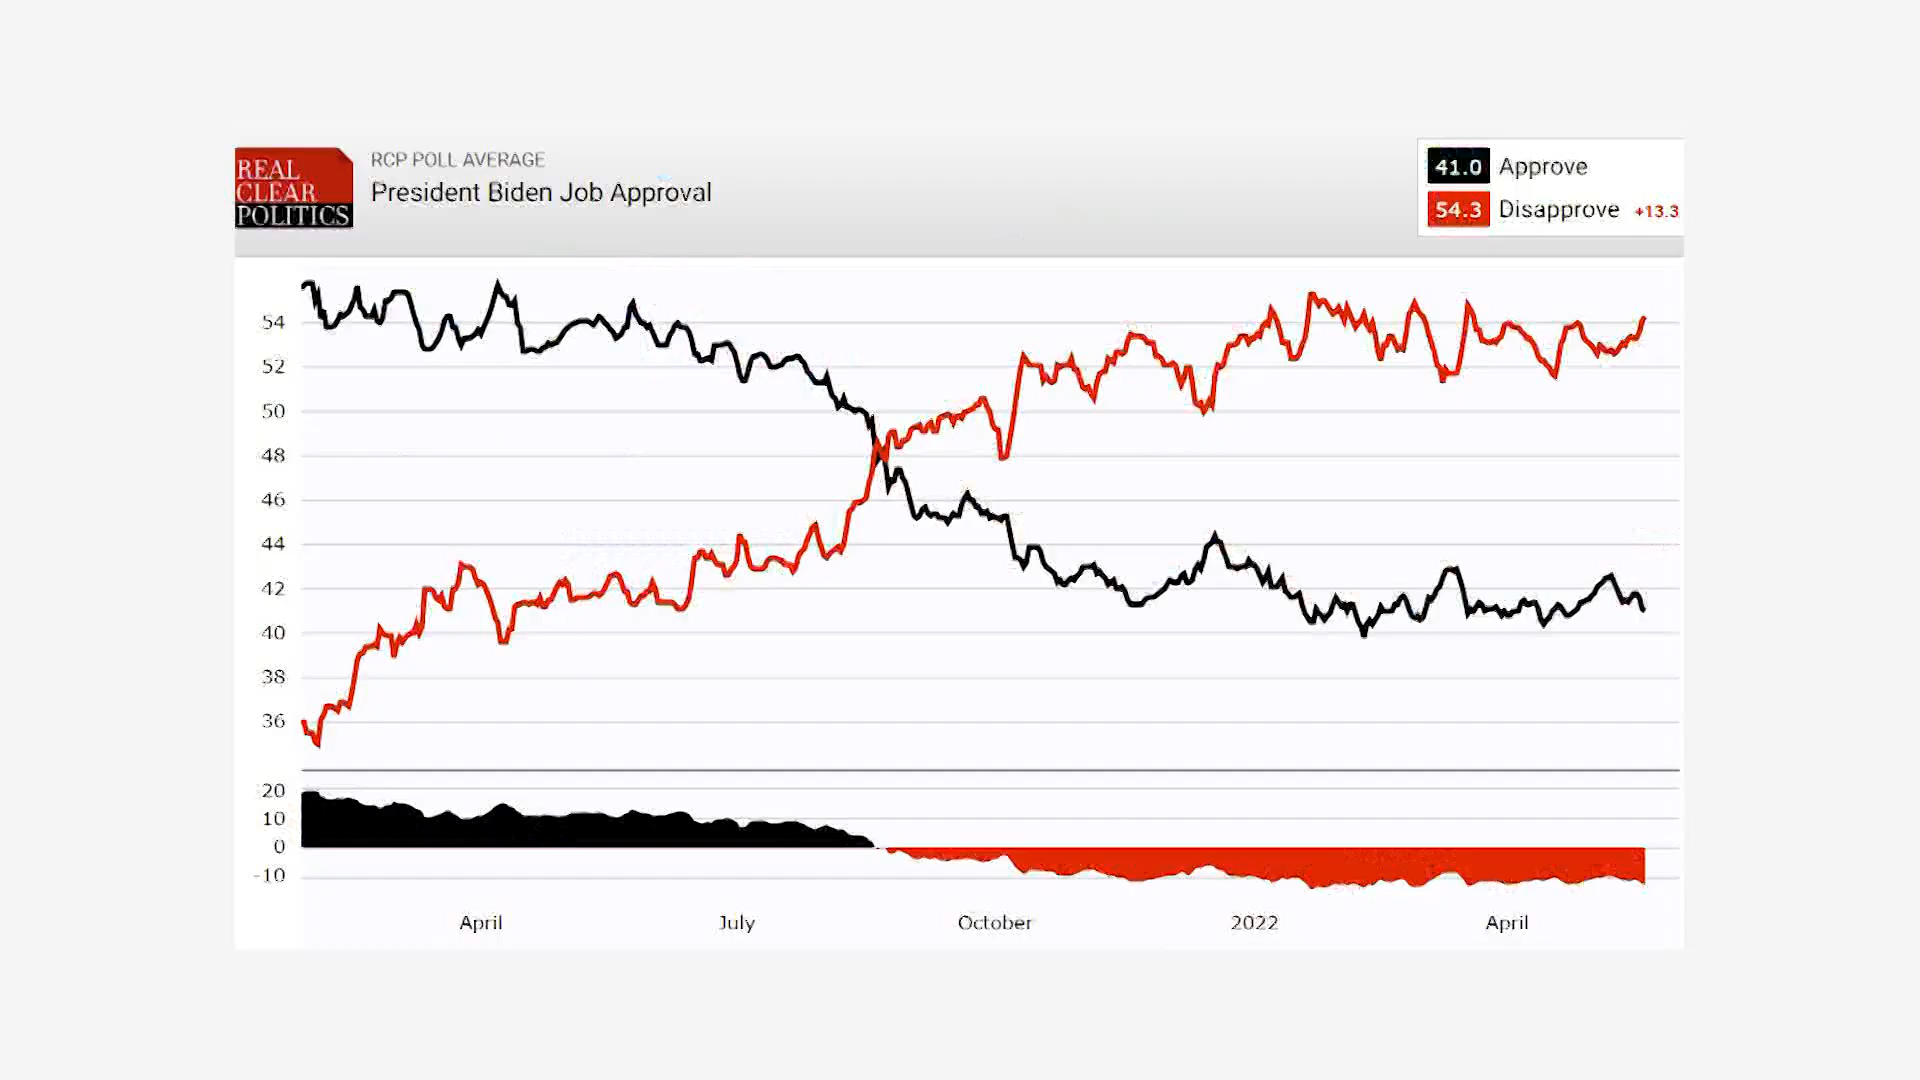 REAL
CLEAR
POLITICS
RCP POLL AVERAGE
President Biden Job Approval
41.0 Approve
54.3 Disapprove +13.3
54
52
50
48
46
44
42
40
38
36
20
10
0
-10
April July October 2022 April